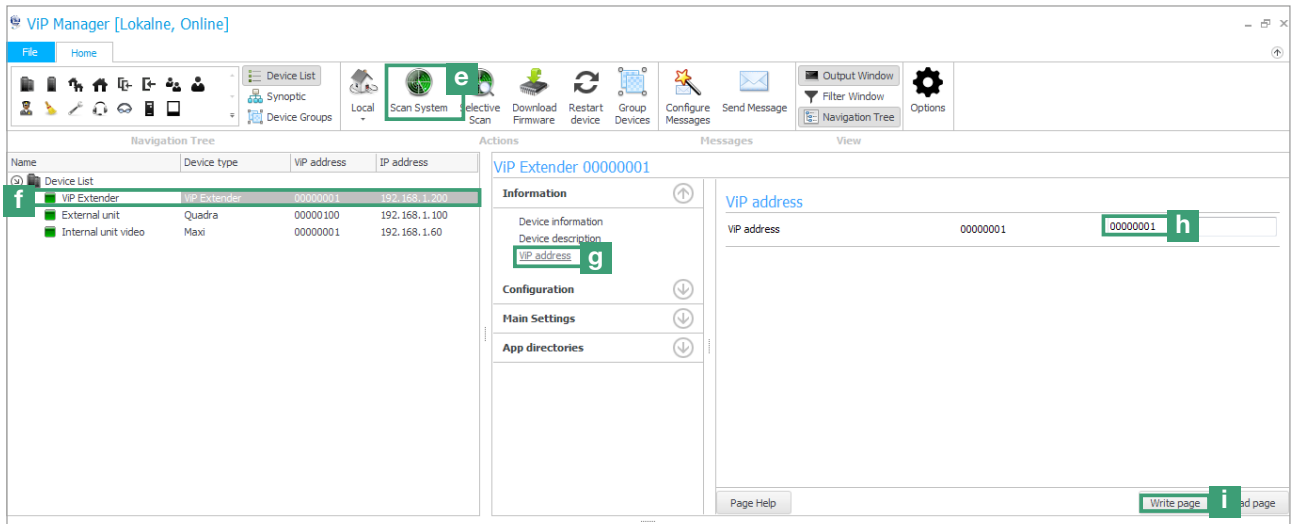 ViP Manager [Lokalne, Online]
File Home
Device List
Synoptic
Device Groups
Local
Scan System
e
Selective Scan
Download Firmware
Restart device
Group Devices
Configure Messages
Send Message
Output Window
Filter Window
Navigation Tree
Options
Navigation Tree Actions Messages View
Name Device type ViP address IP address
Device List
f ViP Extender ViP Extender 00000001 192.168.1.200
External unit Quadra 00000100 192.168.1.100
Internal unit video Maxi 00000001 192.168.1.60
ViP Extender 00000001
Information
Device information
Device description
ViP address g
Configuration
Main Settings
App directories
ViP address
ViP address 00000001 00000001 h
Page Help Write page i ad page